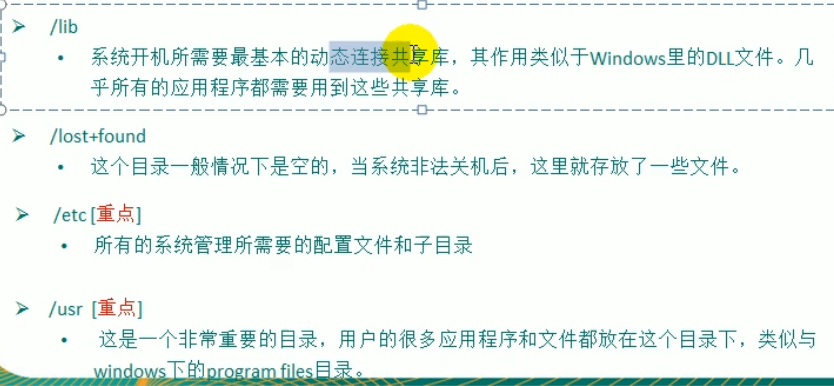 /lib
系统开机所需要最基本的动态连接共享库，其作用类似于Windows里的DLL文件。几
乎所有的应用程序都需要用到这些共享库。
/lost+found
这个目录一般情况下是空的，当系统非法关机后，这里就存放了一些文件。
/etc [重点]
所有的系统管理所需要的配置文件和子目录
/usr [重点]
这是一个非常重要的目录，用户的很多应用程序和文件都放在这个目录下，类似与
windows下的program files目录。